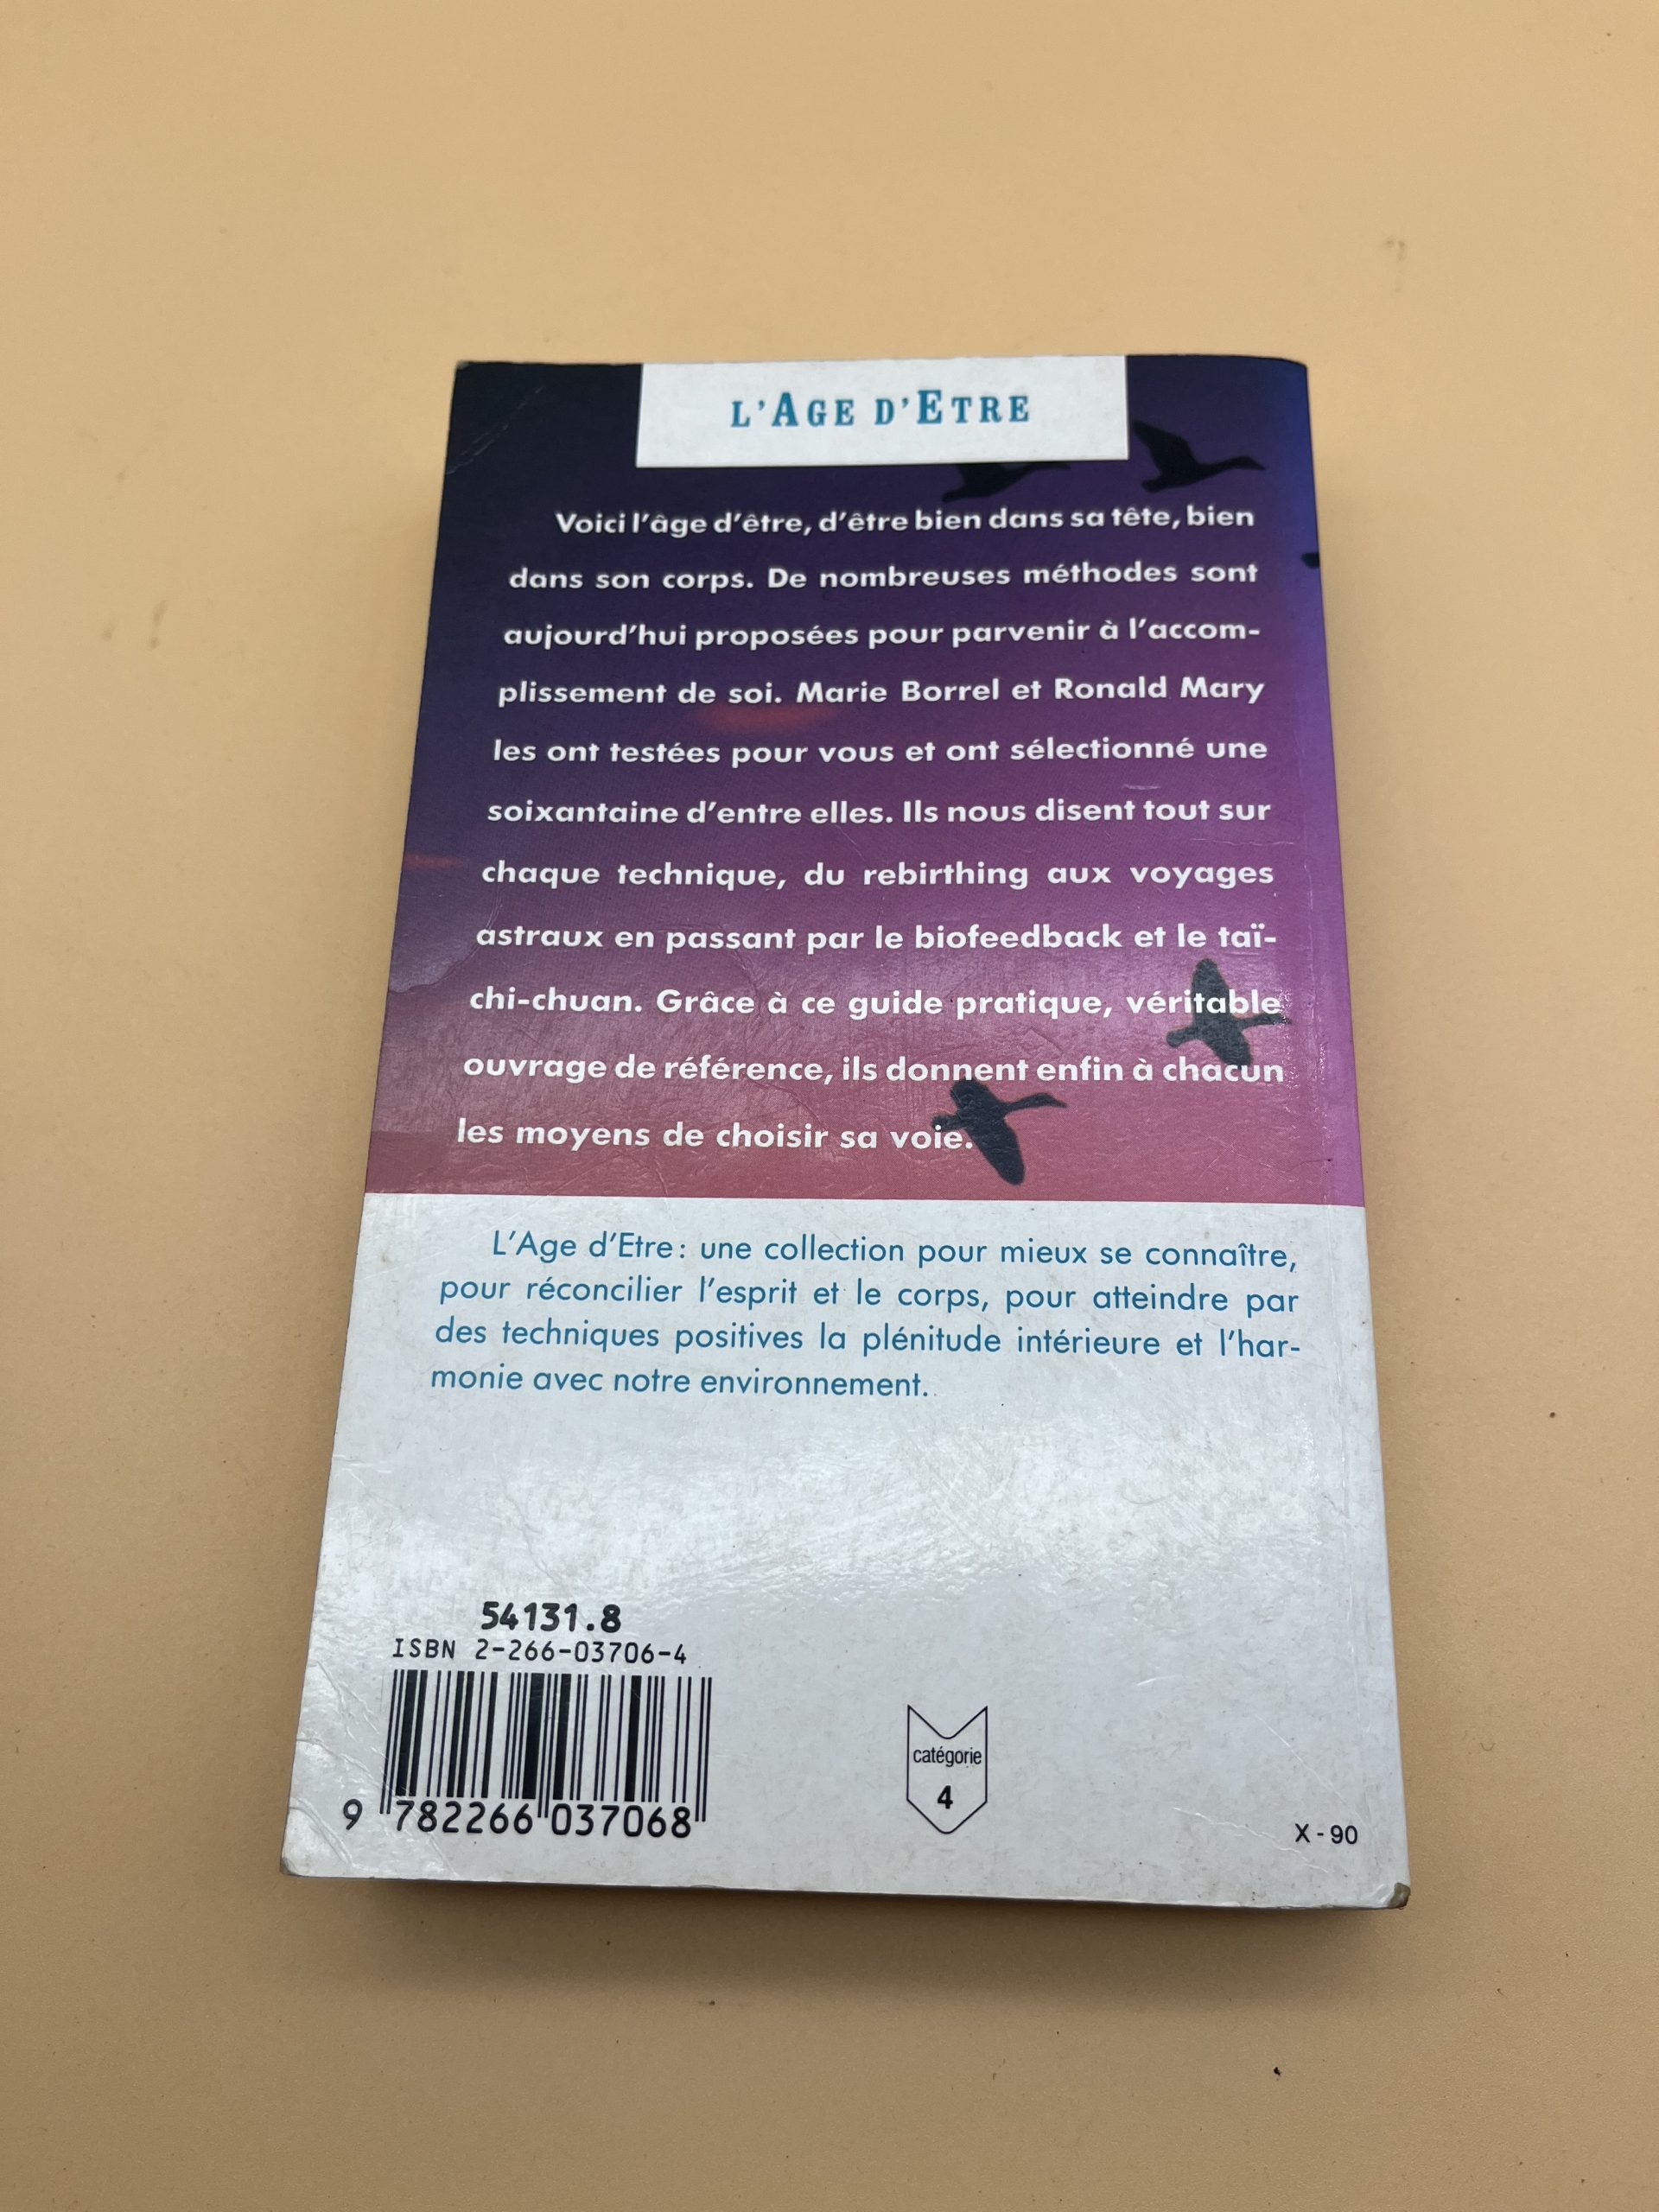 L'AGE D'ETRE
Voici l'âge d'être, d'être bien dans sa tête, bien
dans son corps. De nombreuses méthodes sont
aujourd'hui proposées pour parvenir à l'accom-
plissement de soi. Marie Borrel et Ronald Mary
les ont testées pour vous et ont sélectionné une
soixantaine d'entre elles. Ils nous disent tout sur
chaque technique, du rebirthing aux voyages
astraux en passant par le biofeedback et le taï-
chi-chuan. Grâce à ce guide pratique, véritable
ouvrage de référence, ils donnent enfin à chacun
les moyens de choisir sa voie.
L'Age d'Etre : une collection pour mieux se connaître,
pour réconcilier l'esprit et le corps, pour atteindre par
des techniques positives la plénitude intérieure et l'har-
monie avec notre environnement.
54131.8
ISBN 2-266-03706-4
9 782266 037068
catégorie
4
X - 90